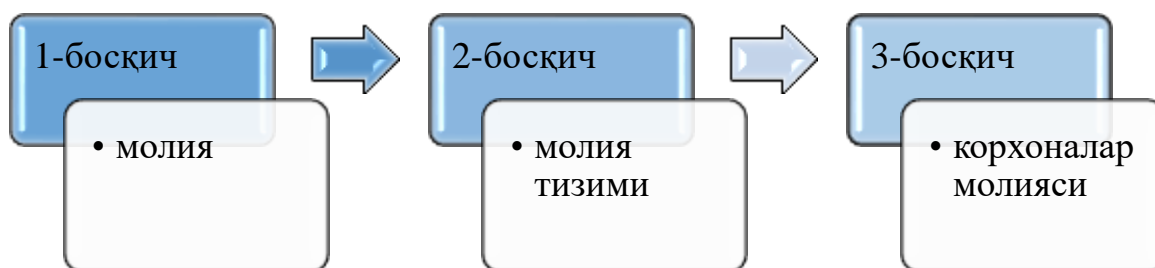 1-босқич
• молия
2-босқич
• молия
тизими
3-босқич
• корхоналар
молияси